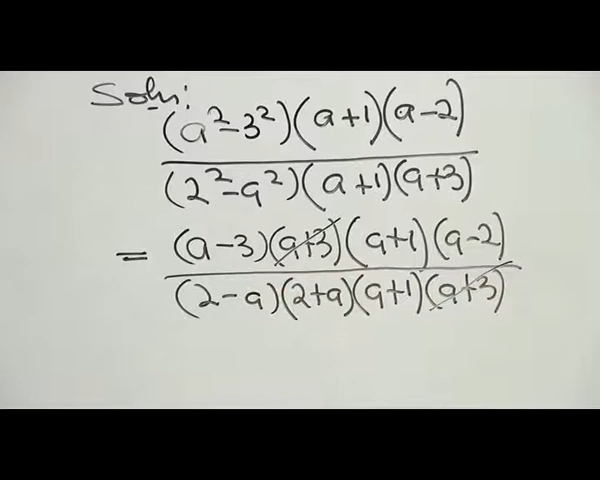 Soln:
(a²-3²)(a+1)(a-2)
(2²-a²)(a+1)(a+3)
= (a-3)(a+3)(a+1)(a-2)
(2-a)(2+a)(a+1)(a+3)